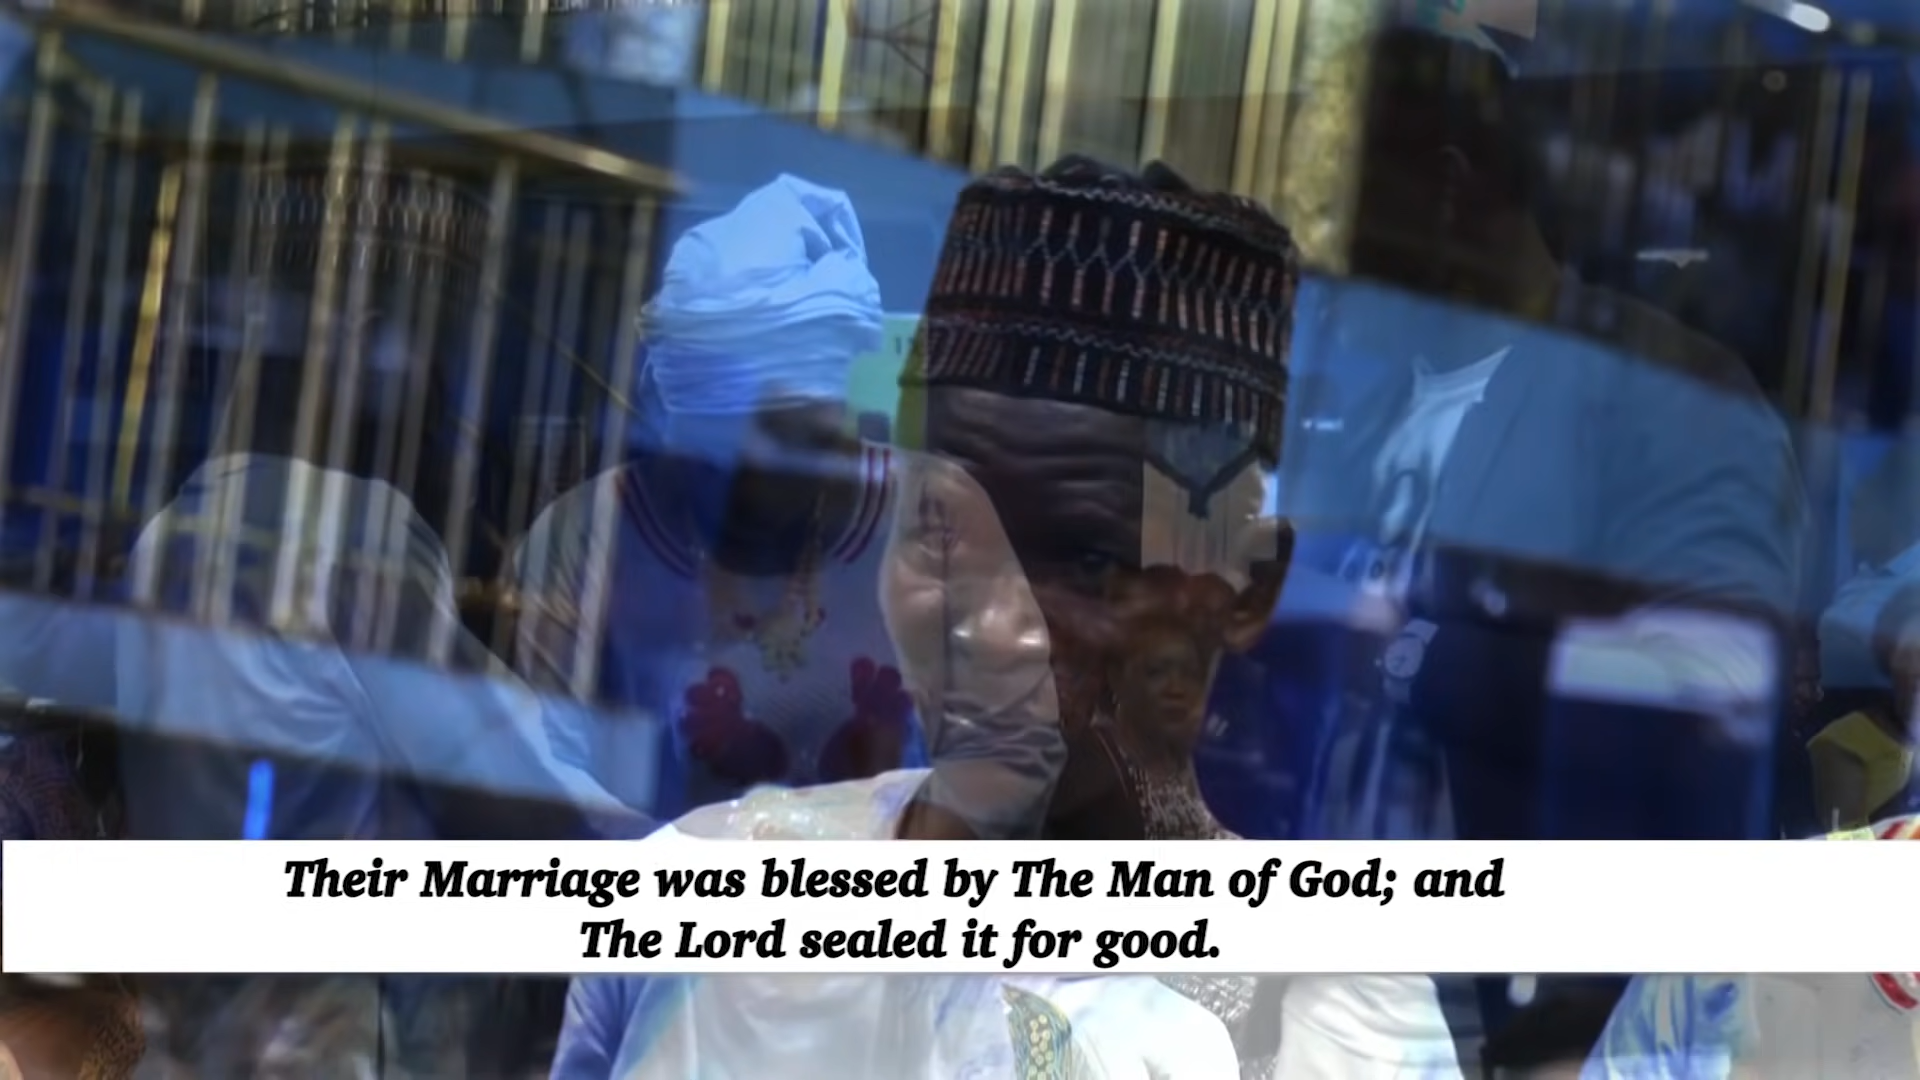 Their Marriage was blessed by The Man of God; and
The Lord sealed it for good.